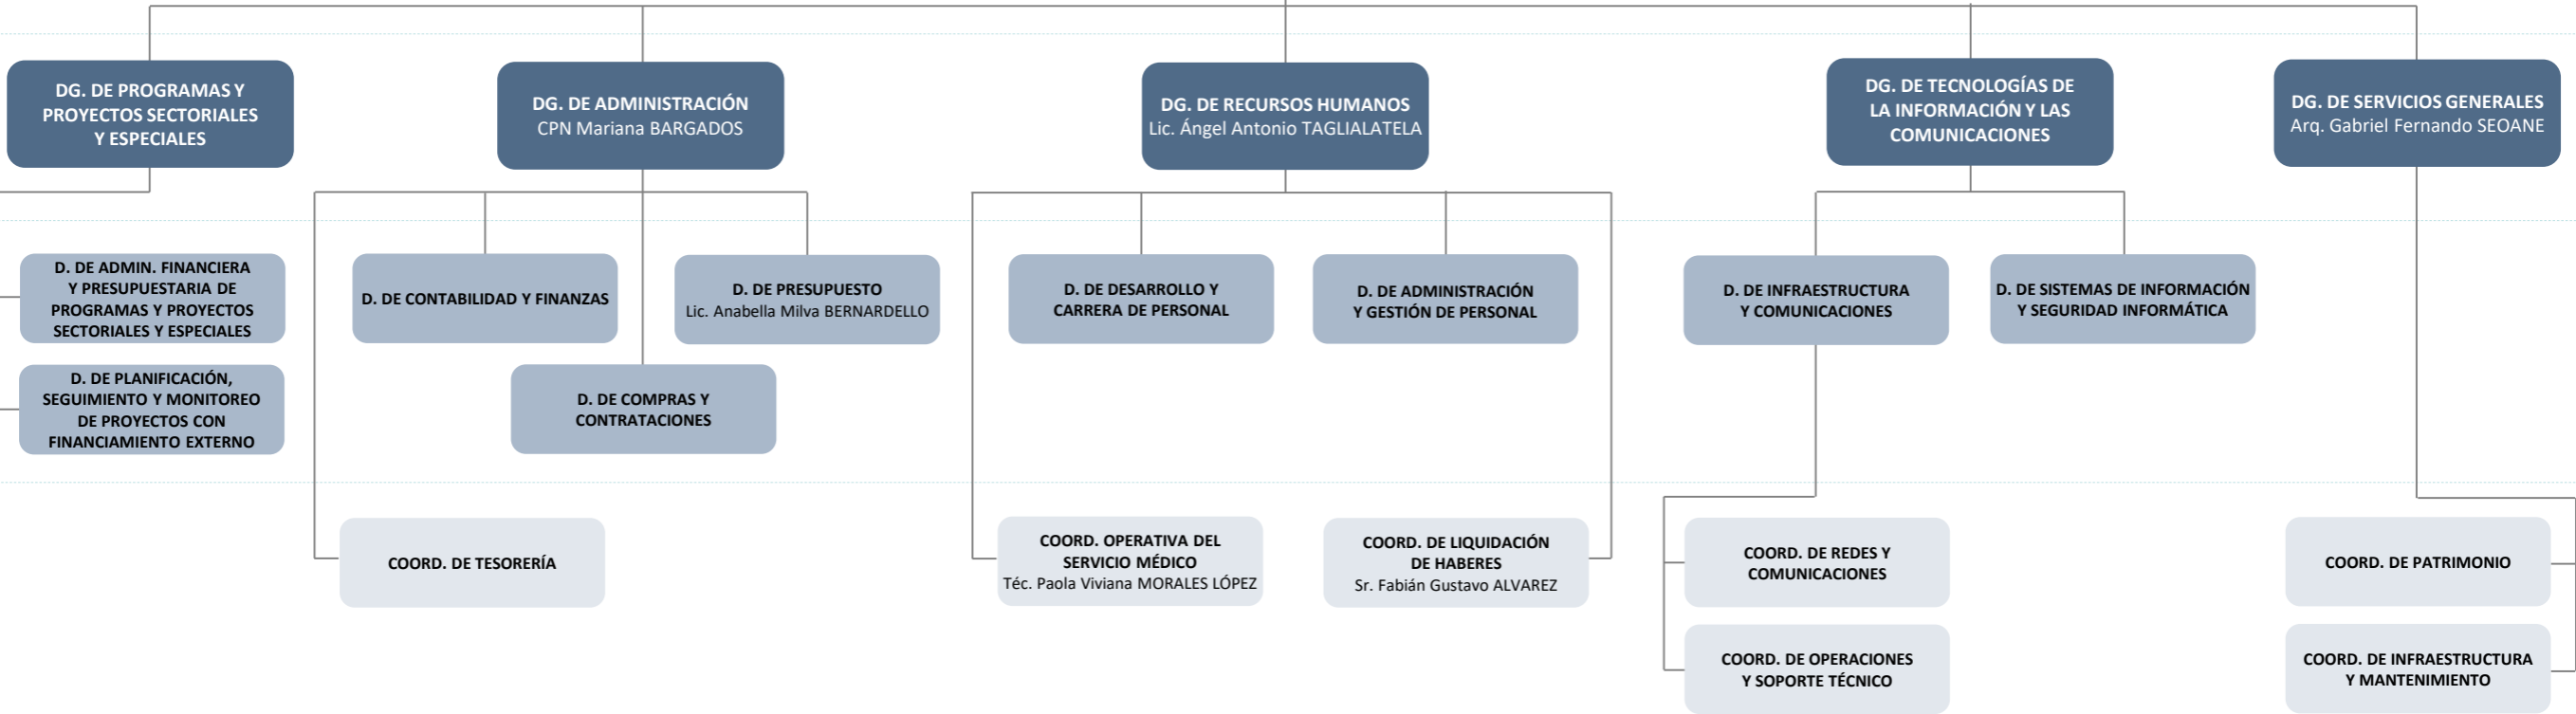 DG. DE PROGRAMAS Y
PROYECTOS SECTORIALES
Y ESPECIALES
DG. DE ADMINISTRACIÓN
CPN Mariana BARGADOS
DG. DE RECURSOS HUMANOS
Lic. Ángel Antonio TAGLIALATELA
DG. DE TECNOLOGÍAS DE
LA INFORMACIÓN Y LAS
COMUNICACIONES
DG. DE SERVICIOS GENERALES
Arq. Gabriel Fernando SEOANE
D. DE ADMIN. FINANCIERA
Y PRESUPUESTARIA DE
PROGRAMAS Y PROYECTOS
SECTORIALES Y ESPECIALES
D. DE CONTABILIDAD Y FINANZAS
D. DE PRESUPUESTO
Lic. Anabella Milva BERNARDELLO
D. DE DESARROLLO Y
CARRERA DE PERSONAL
D. DE ADMINISTRACIÓN
Y GESTIÓN DE PERSONAL
D. DE INFRAESTRUCTURA
Y COMUNICACIONES
D. DE SISTEMAS DE INFORMACIÓN
Y SEGURIDAD INFORMÁTICA
D. DE PLANIFICACIÓN,
SEGUIMIENTO Y MONITOREO
DE PROYECTOS CON
FINANCIAMIENTO EXTERNO
D. DE COMPRAS Y
CONTRATACIONES
COORD. DE TESORERÍA
COORD. OPERATIVA DEL
SERVICIO MÉDICO
Téc. Paola Viviana MORALES LÓPEZ
COORD. DE LIQUIDACIÓN
DE HABERES
Sr. Fabián Gustavo ALVAREZ
COORD. DE REDES Y
COMUNICACIONES
COORD. DE PATRIMONIO
COORD. DE OPERACIONES
Y SOPORTE TÉCNICO
COORD. DE INFRAESTRUCTURA
Y MANTENIMIENTO